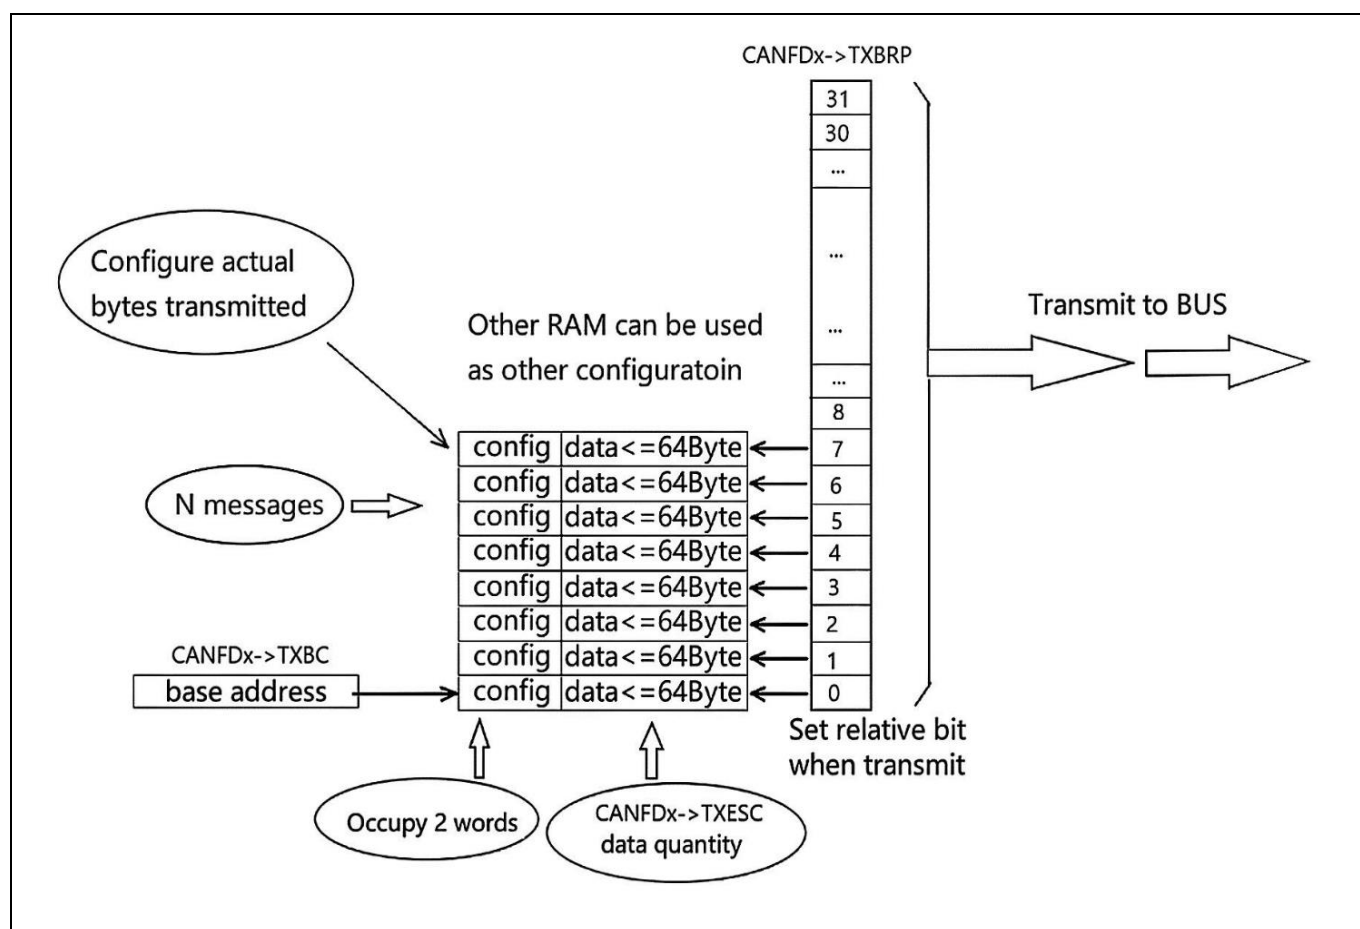 CANFDx->TXBRP
31
30
...
...
...
...
8
7
6
5
4
3
2
1
0
Set relative bit
when transmit
Transmit to BUS
Configure actual
bytes transmitted
Other RAM can be used
as other configuratoin
N messages
config data<=64Byte
config data<=64Byte
config data<=64Byte
config data<=64Byte
config data<=64Byte
config data<=64Byte
config data<=64Byte
config data<=64Byte
CANFDx->TXBC
base address
Occupy 2 words
CANFDx->TXESC
data quantity